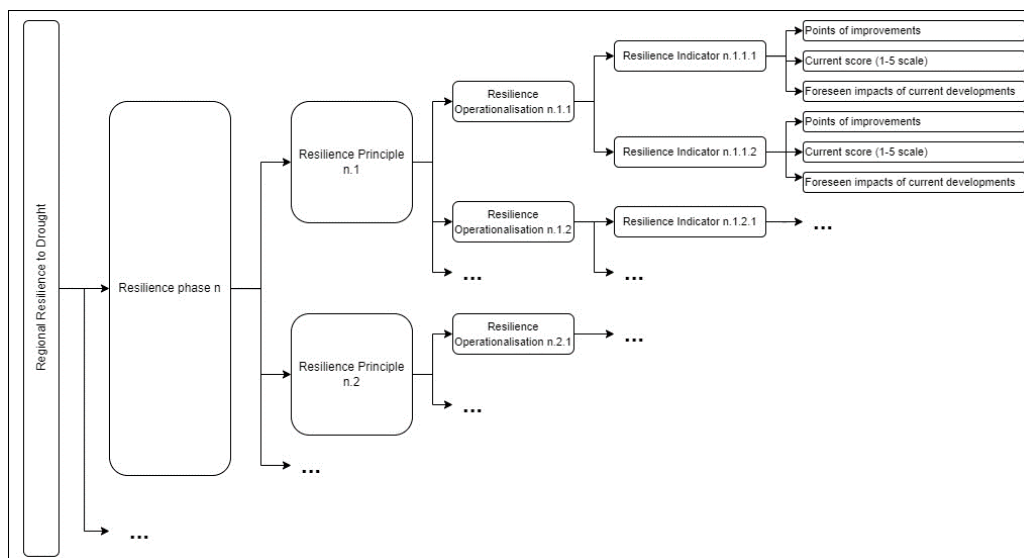 Regional Resilience to Drought
Resilience phase n
...
Resilience Principle
n.1
Resilience Principle
n.2
...
Resilience
Operationalisation n.1.1
Resilience
Operationalisation n.1.2
...
Resilience
Operationalisation n.2.1
...
Resilience Indicator n.1.1.1
Resilience Indicator n.1.1.2
Resilience Indicator n.1.2.1
...
...
Points of improvements
Current score (1-5 scale)
Foreseen impacts of current developments
Points of improvements
Current score (1-5 scale)
Foreseen impacts of current developments
...